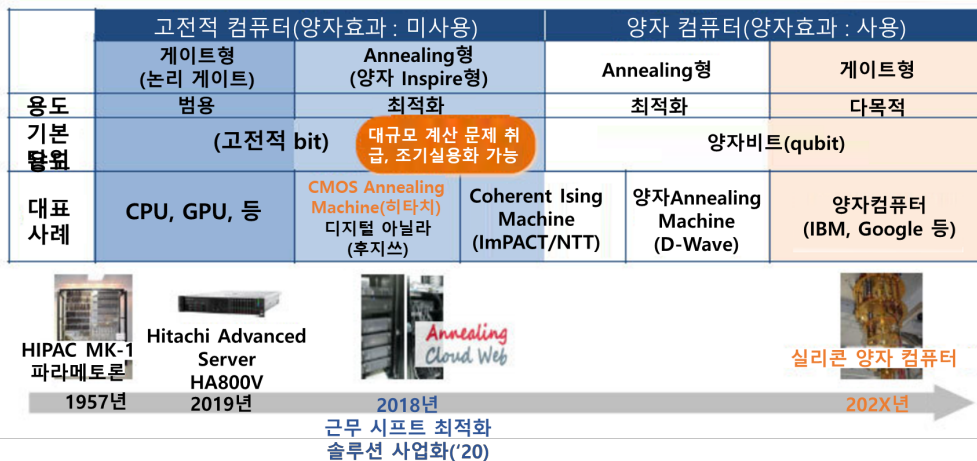 고전적 컴퓨터(양자효과 : 미사용)
양자 컴퓨터(양자효과 : 사용)
게이트형
(논리 게이트)
Annealing형
(양자 Inspire형)
Annealing형
게이트형
용도
범용
최적화
최적화
다목적
기본
(고전적 bit)
대규모 계산 문제 취
급, 조기실용화 가능
양자비트(qubit)
대표
사례
CPU, GPU, 등
CMOS Annealing
Machine(히타치)
디지털 아닐라
(후지쓰)
Coherent Ising
Machine
(ImPACT/NTT)
양자Annealing
Machine
(D-Wave)
양자컴퓨터
(IBM, Google 등)
HIPAC MK-1
파라메토론
Hitachi Advanced
Server
HA800V
Annealing
Cloud Web
실리콘 양자 컴퓨터
1957년
2019년
2018년
202X년
근무 시프트 최적화
솔루션 사업화('20)